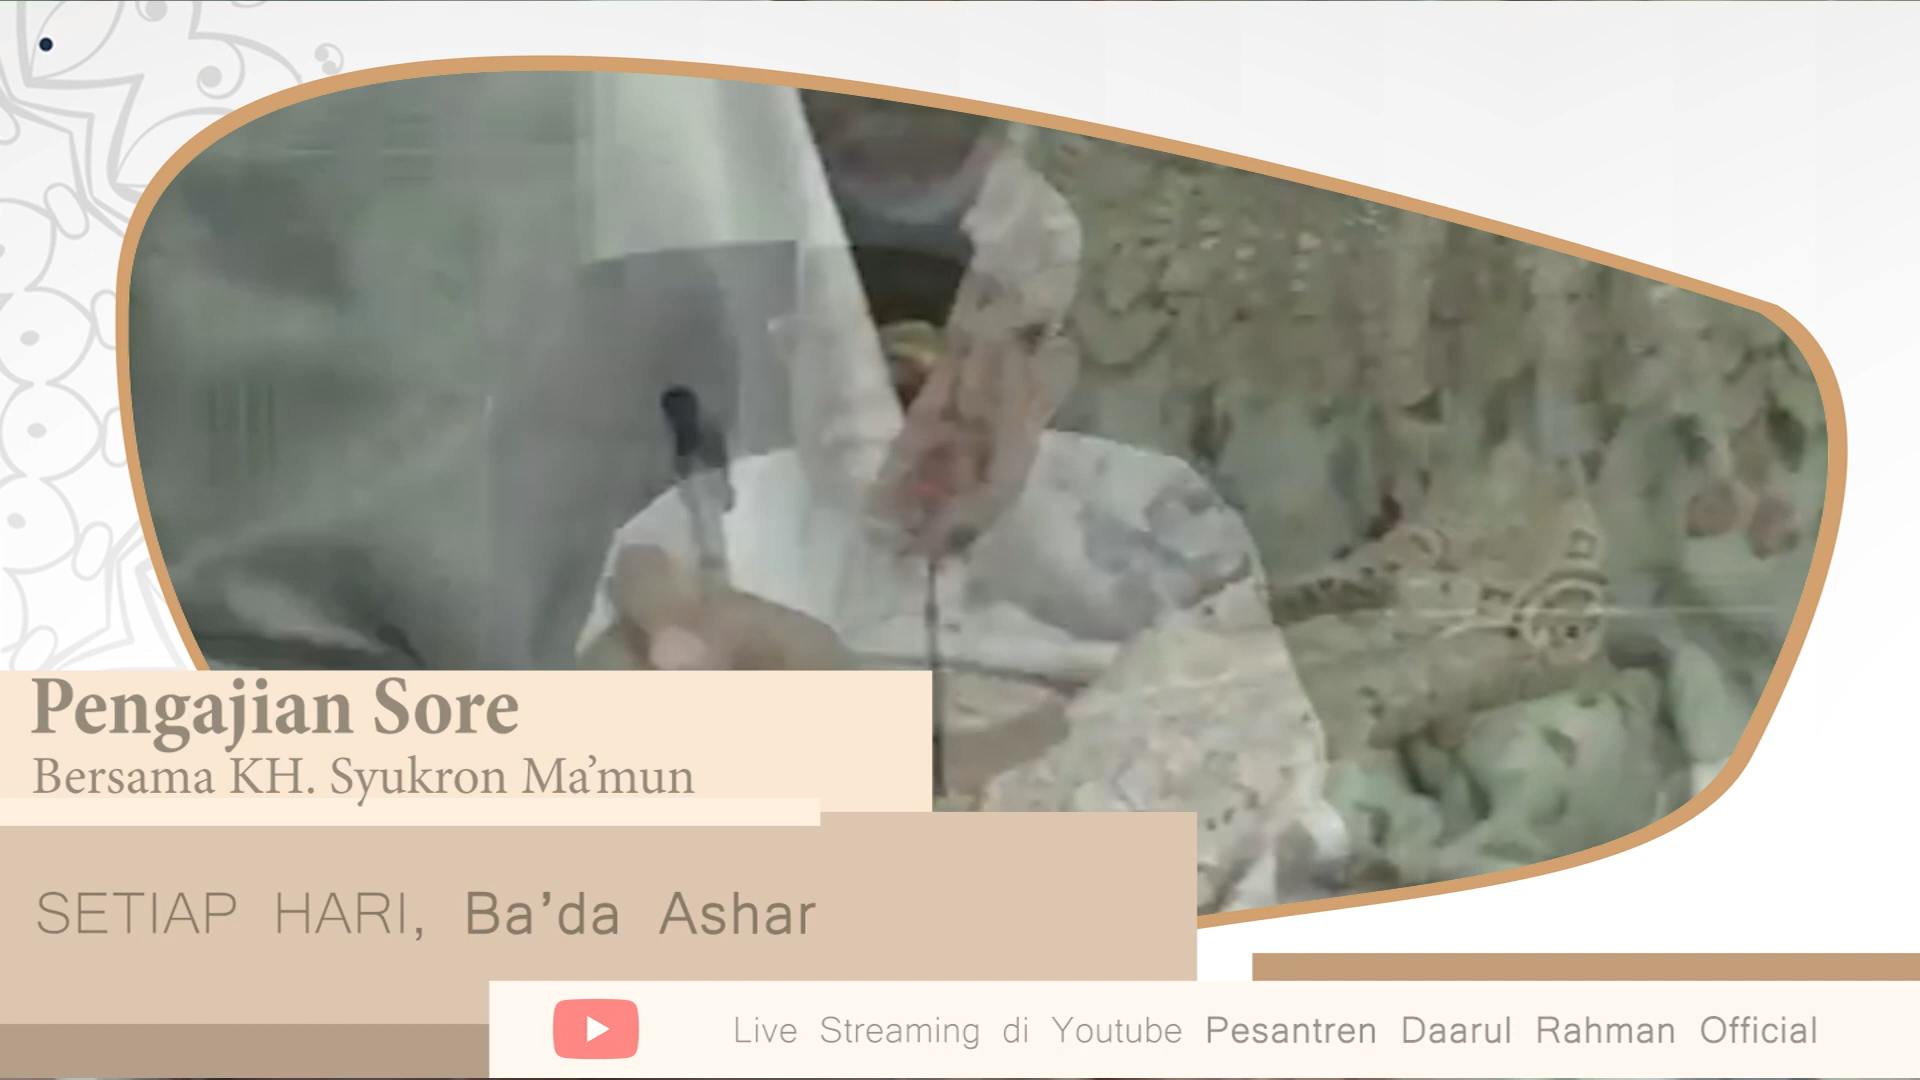 Pengajian Sore
Bersama KH. Syukron Ma’mun
SETIAP HARI, Ba’da Ashar
Live Streaming di Youtube Pesantren Daarul Rahman Official